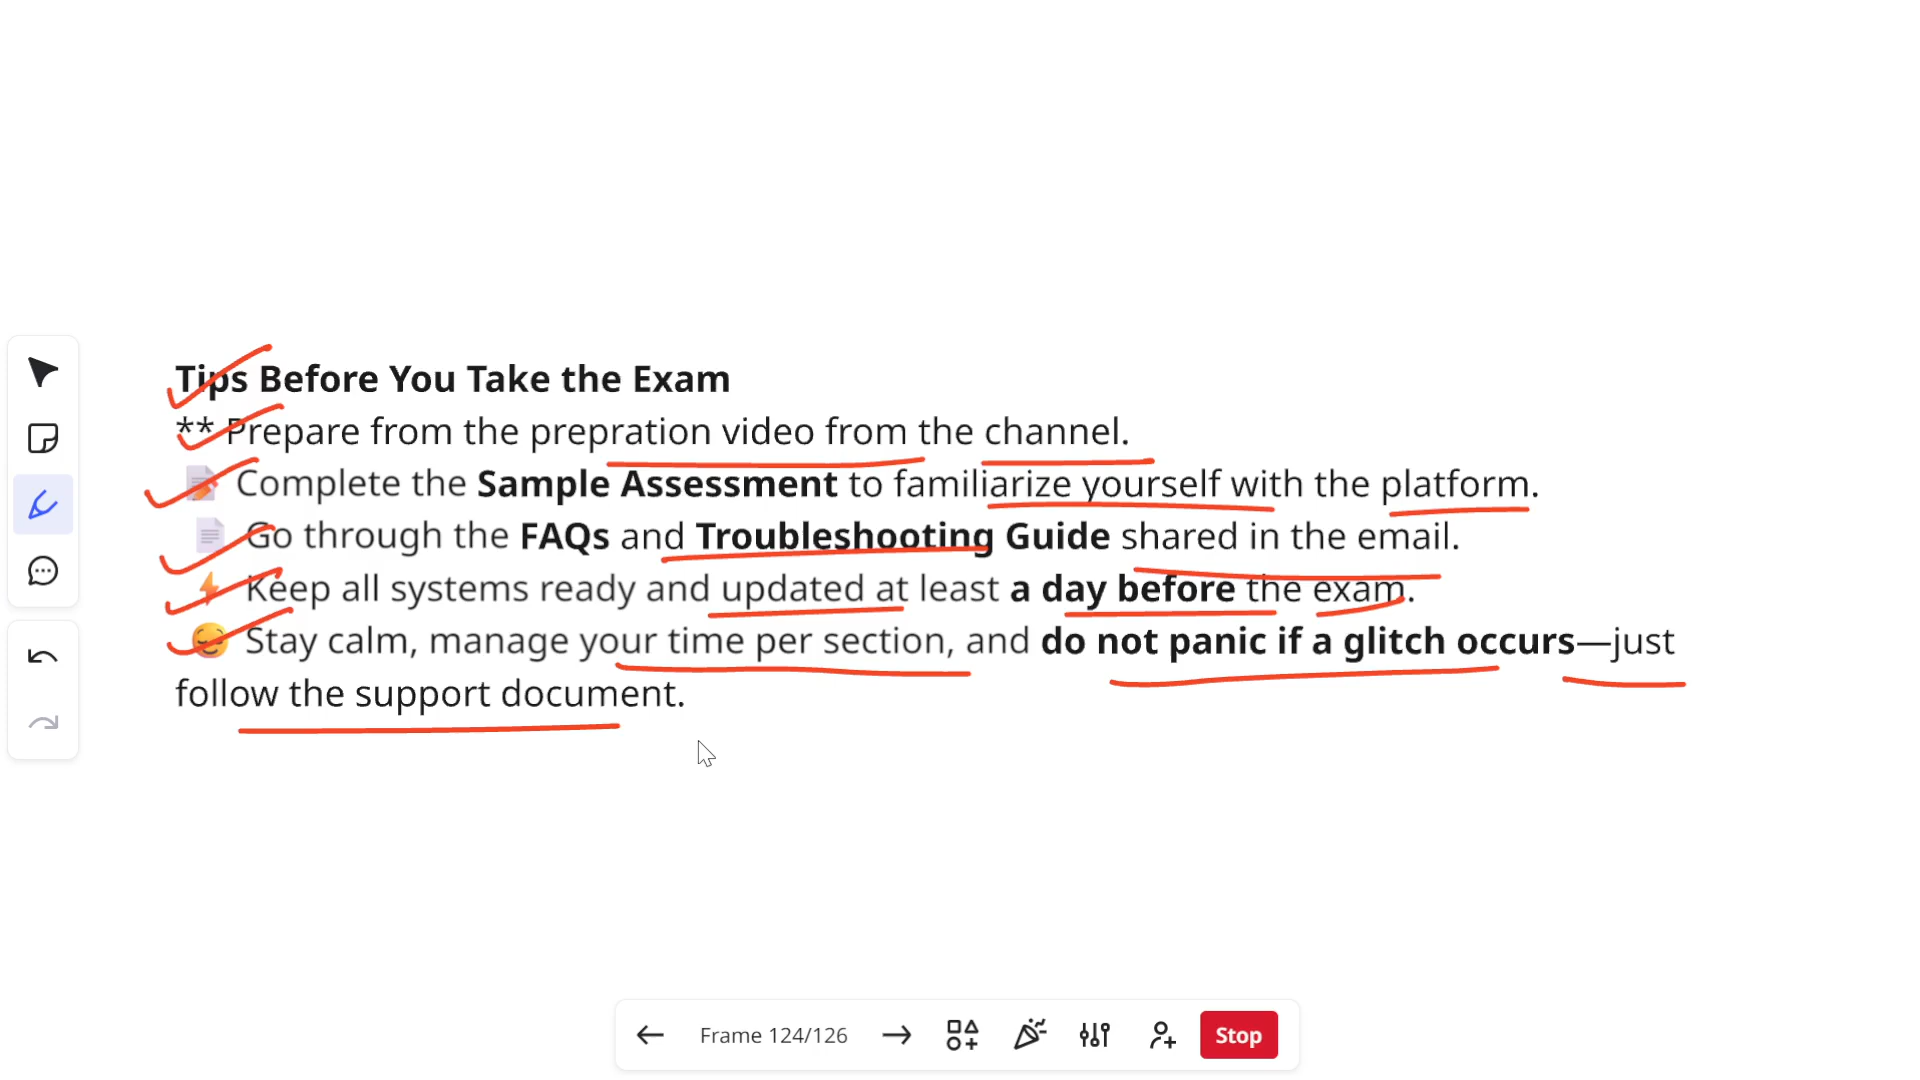 Tips Before You Take the Exam
** Prepare from the prepration video from the channel.
📝 Complete the Sample Assessment to familiarize yourself with the platform.
📄 Go through the FAQs and Troubleshooting Guide shared in the email.
⚡ Keep all systems ready and updated at least a day before the exam.
😌 Stay calm, manage your time per section, and do not panic if a glitch occurs—just
follow the support document.
Frame 124/126
Stop